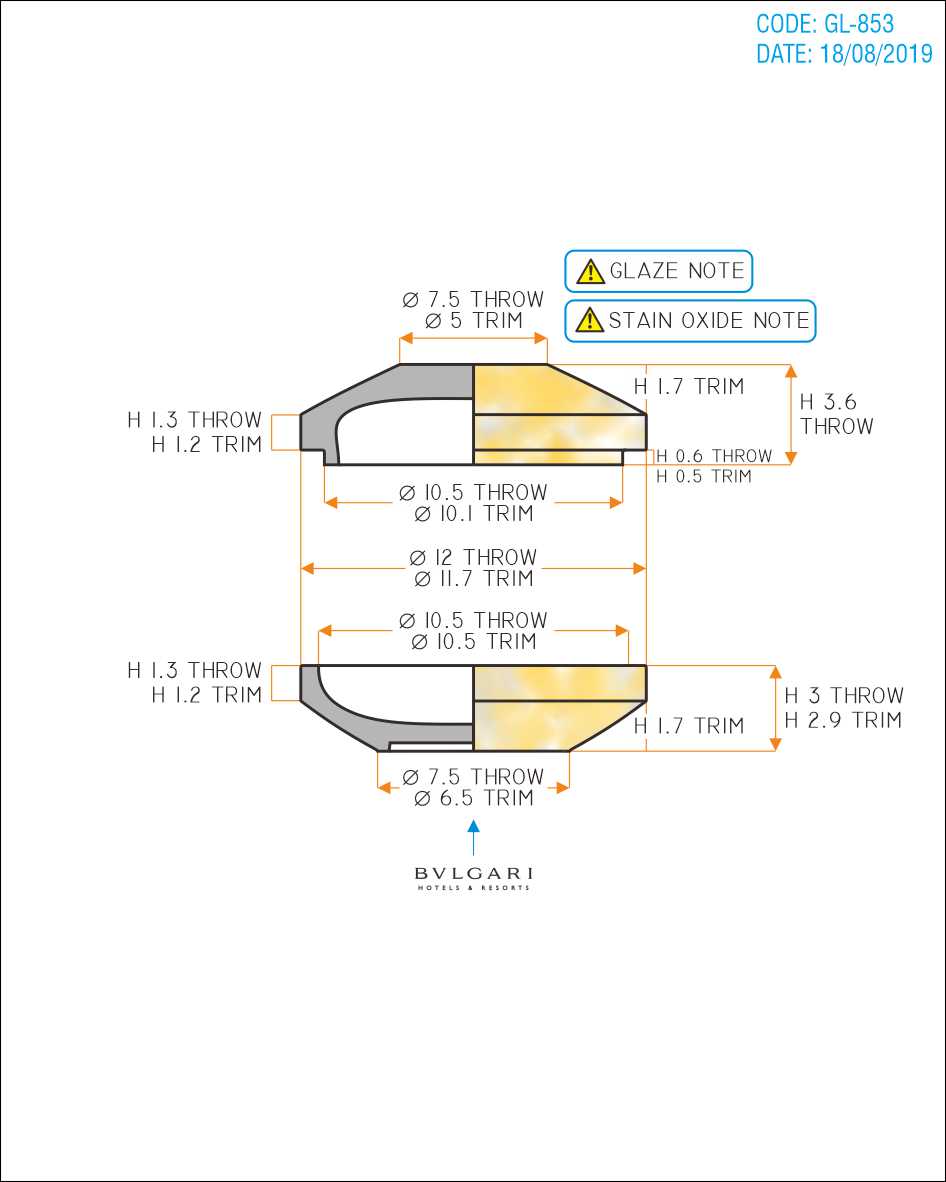 CODE: GL-853
DATE: 18/08/2019
GLAZE NOTE
STAIN OXIDE NOTE
Ø 7.5 THROW
Ø 5 TRIM
H 1.7 TRIM
H 3.6
THROW
H 1.3 THROW
H 1.2 TRIM
H 0.6 THROW
H 0.5 TRIM
Ø 10.5 THROW
Ø 10.1 TRIM
Ø 12 THROW
Ø 11.7 TRIM
Ø 10.5 THROW
Ø 10.5 TRIM
H 1.3 THROW
H 1.2 TRIM
H 3 THROW
H 2.9 TRIM
H 1.7 TRIM
Ø 7.5 THROW
Ø 6.5 TRIM
BVLGARI
HOTELS & RESORTS